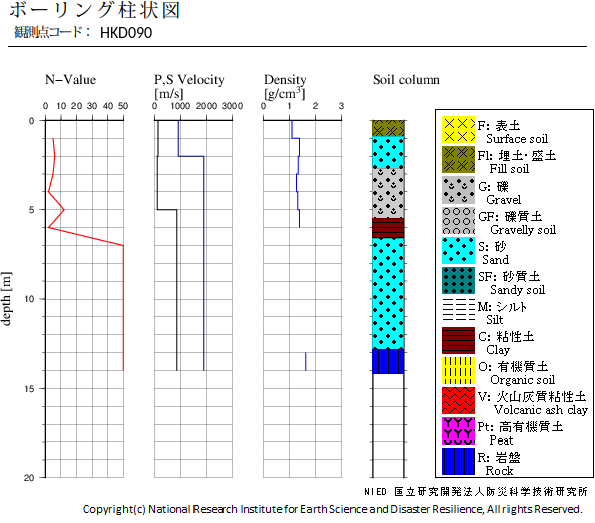 ボーリング柱状図
観測点コード： HKD090
N-Value
P,S Velocity
[m/s]
Density
[g/cm³]
Soil column
0 10 20 30 40 50
0 1000 2000 3000
0 1 2 3
0
5
10
15
20
depth [m]
F: 表土
Surface soil
Fl: 埋土・盛土
Fill soil
G: 礫
Gravel
GF: 礫質土
Gravelly soil
S: 砂
Sand
SF: 砂質土
Sandy soil
M: シルト
Silt
C: 粘性土
Clay
O: 有機質土
Organic soil
V: 火山灰質粘性土
Volcanic ash clay
Pt: 高有機質土
Peat
R: 岩盤
Rock
NIED 国立研究開発法人防災科学技術研究所
Copyright(c) National Research Institute for Earth Science and Disaster Resilience, All rights Reserved.